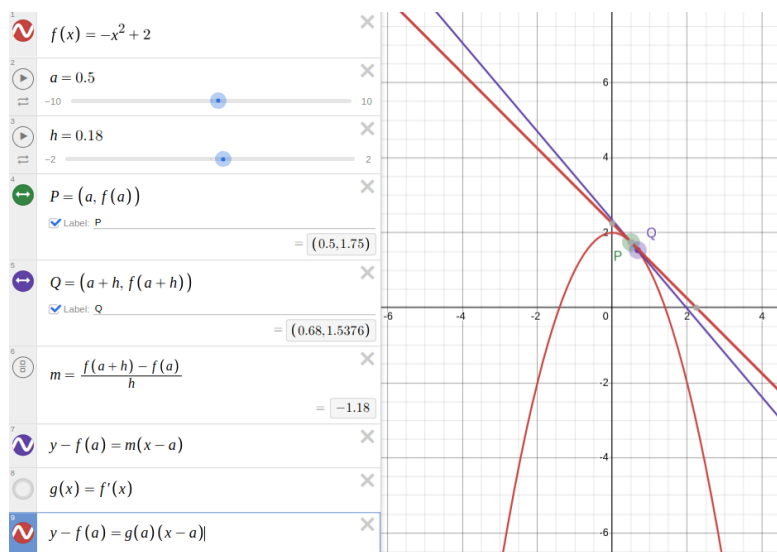 1
f(x) = −x² + 2
2
a = 0.5
−10
10
3
h = 0.18
−2
2
4
P = (a, f(a))
Label: P
= (0.5, 1.75)
5
Q = (a + h, f(a + h))
Label: Q
= (0.68, 1.5376)
6
m = \frac{f(a + h) − f(a)}{h}
= −1.18
7
y − f(a) = m(x − a)
8
g(x) = f′(x)
9
y − f(a) = g(a)(x − a)
6
4
2
Q
P
-6
-4
-2
0
2
4
-2
-4
-6